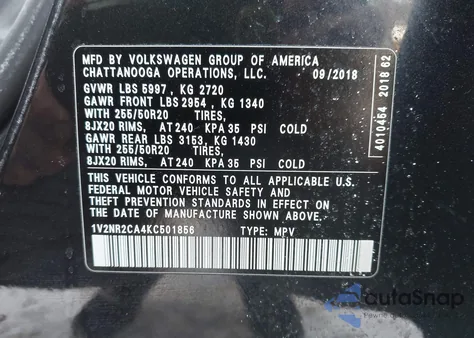 MFD BY VOLKSWAGEN GROUP OF AMERICA
CHATTANOOGA OPERATIONS, LLC. 09/2018
GVWR LBS 5997, KG 2720
GAWR FRONT LBS 2954, KG 1340
WITH 255/50R20 TIRES,
8JX20 RIMS, AT 240 KPA 35 PSI COLD
GAWR REAR LBS 3153, KG 1430
WITH 255/50R20 TIRES,
8JX20 RIMS, AT 240 KPA 35 PSI COLD
THIS VEHICLE CONFORMS TO ALL APPLICABLE U.S.
FEDERAL MOTOR VEHICLE SAFETY AND
THEFT PREVENTION STANDARDS IN EFFECT
ON THE DATE OF MANUFACTURE SHOWN ABOVE.
1V2NR2CA4KC501856 TYPE: MPV
4010454 2018 62
autoSnap